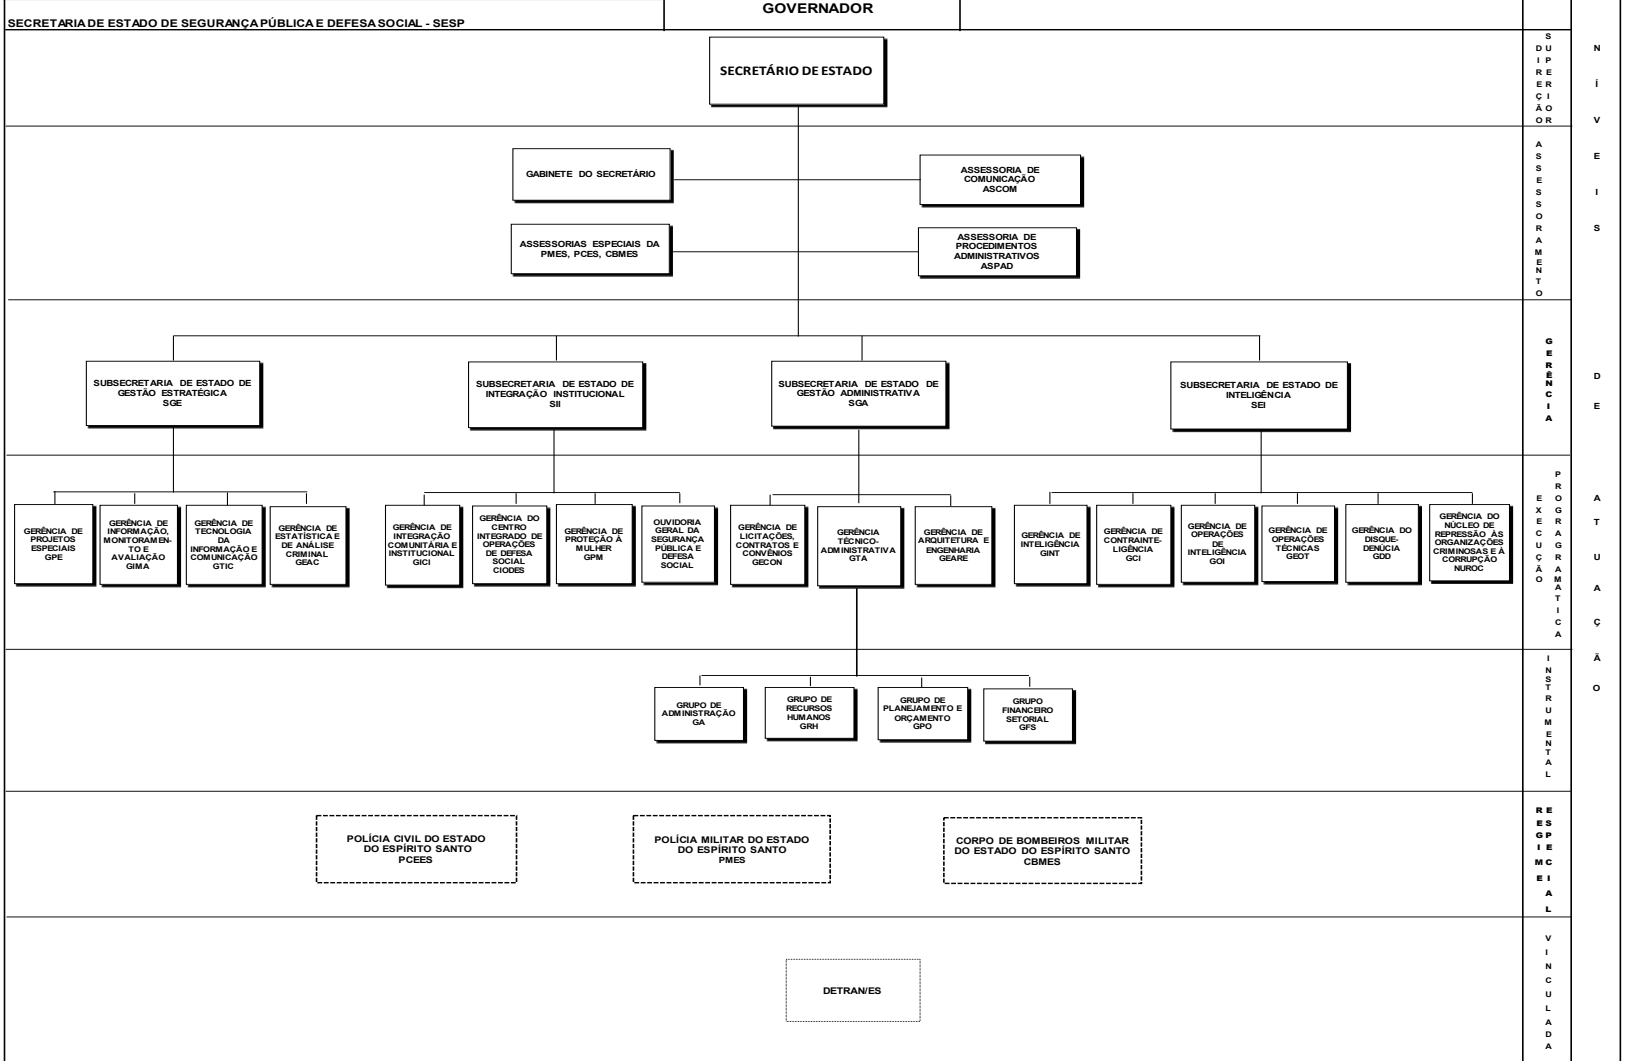 GOVERNADOR
SECRETARIA DE ESTADO DE SEGURANÇA PÚBLICA E DEFESA SOCIAL - SESP
SECRETÁRIO DE ESTADO
DIREÇÃO
SUPERIOR
NÍVEIS DE ATUAÇÃO
GABINETE DO SECRETÁRIO
ASSESSORIA DE
COMUNICAÇÃO
ASCOM
ASSESSORIAS ESPECIAIS DA
PMES, PCES, CBMES
ASSESSORIA DE
PROCEDIMENTOS
ADMINISTRATIVOS
ASPAD
ASSESSORAMENTO
SUBSECRETARIA DE ESTADO DE
GESTÃO ESTRATÉGICA
SGE
SUBSECRETARIA DE ESTADO DE
INTEGRAÇÃO INSTITUCIONAL
SII
SUBSECRETARIA DE ESTADO DE
GESTÃO ADMINISTRATIVA
SGA
SUBSECRETARIA DE ESTADO DE
INTELIGÊNCIA
SEI
GERÊNCIA
GERÊNCIA DE
PROJETOS
ESPECIAIS
GPE
GERÊNCIA DE
INFORMAÇÃO,
MONITORAMEN-
TO E
AVALIAÇÃO
GIMA
GERÊNCIA DE
TECNOLOGIA
DA
INFORMAÇÃO E
COMUNICAÇÃO
GTIC
GERÊNCIA DE
ESTATÍSTICA E
DE ANÁLISE
CRIMINAL
GEAC
GERÊNCIA DE
INTEGRAÇÃO
COMUNITÁRIA E
INSTITUCIONAL
GICI
GERÊNCIA DO
CENTRO
INTEGRADO DE
OPERAÇÕES
DE DEFESA
SOCIAL
CIODES
GERÊNCIA DE
PROTEÇÃO À
MULHER
GPM
OUVIDORIA
GERAL DA
SEGURANÇA
PÚBLICA E
DEFESA
SOCIAL
GERÊNCIA DE
LICITAÇÕES,
CONTRATOS E
CONVÊNIOS
GECON
GERÊNCIA
TÉCNICO-
ADMINISTRATIVA
GTA
GERÊNCIA DE
ARQUITETURA E
ENGENHARIA
GEARE
GERÊNCIA DE
INTELIGÊNCIA
GINT
GERÊNCIA DE
CONTRAINTE-
LIGÊNCIA
GCI
GERÊNCIA DE
OPERAÇÕES
DE
INTELIGÊNCIA
GOI
GERÊNCIA DE
OPERAÇÕES
TÉCNICAS
GEOT
GERÊNCIA DO
DISQUE-
DENÚCIA
GDD
GERÊNCIA DO
NÚCLEO DE
REPRESSÃO ÀS
ORGANIZAÇÕES
CRIMINOSAS E À
CORRUPÇÃO
NUROC
EXECUÇÃO
PROGRAGRAMATICA
GRUPO DE
ADMINISTRAÇÃO
GA
GRUPO DE
RECURSOS
HUMANOS
GRH
GRUPO DE
PLANEJAMENTO E
ORÇAMENTO
GPO
GRUPO
FINANCEIRO
SETORIAL
GFS
INSTRUMENTAL
POLÍCIA CIVIL DO ESTADO
DO ESPÍRITO SANTO
PCEES
POLÍCIA MILITAR DO ESTADO
DO ESPÍRITO SANTO
PMES
CORPO DE BOMBEIROS MILITAR
DO ESTADO DO ESPÍRITO SANTO
CBMES
REGIME
ESPECIAL
DETRAN/ES
VINCULADA